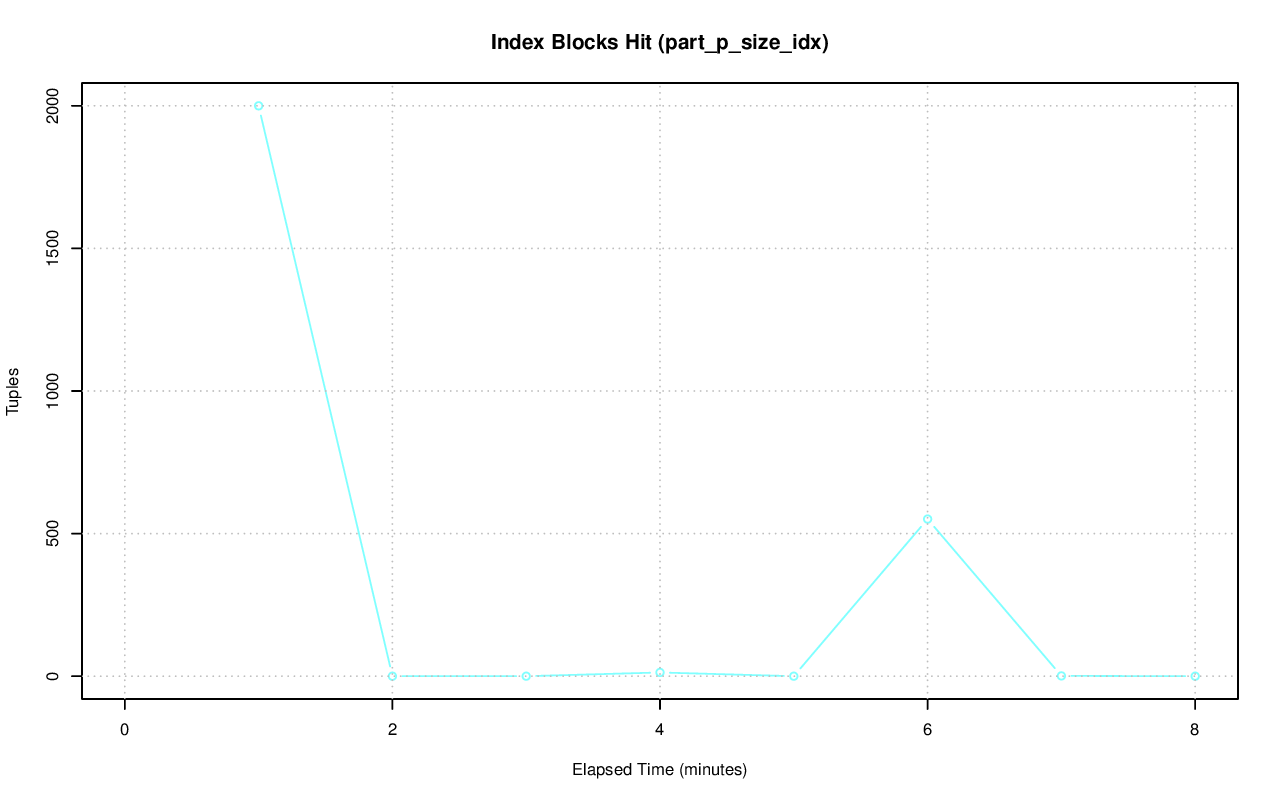 Index Blocks Hit (part_p_size_idx)
2000
1500
1000
500
0
Tuples
0 2 4 6 8
Elapsed Time (minutes)